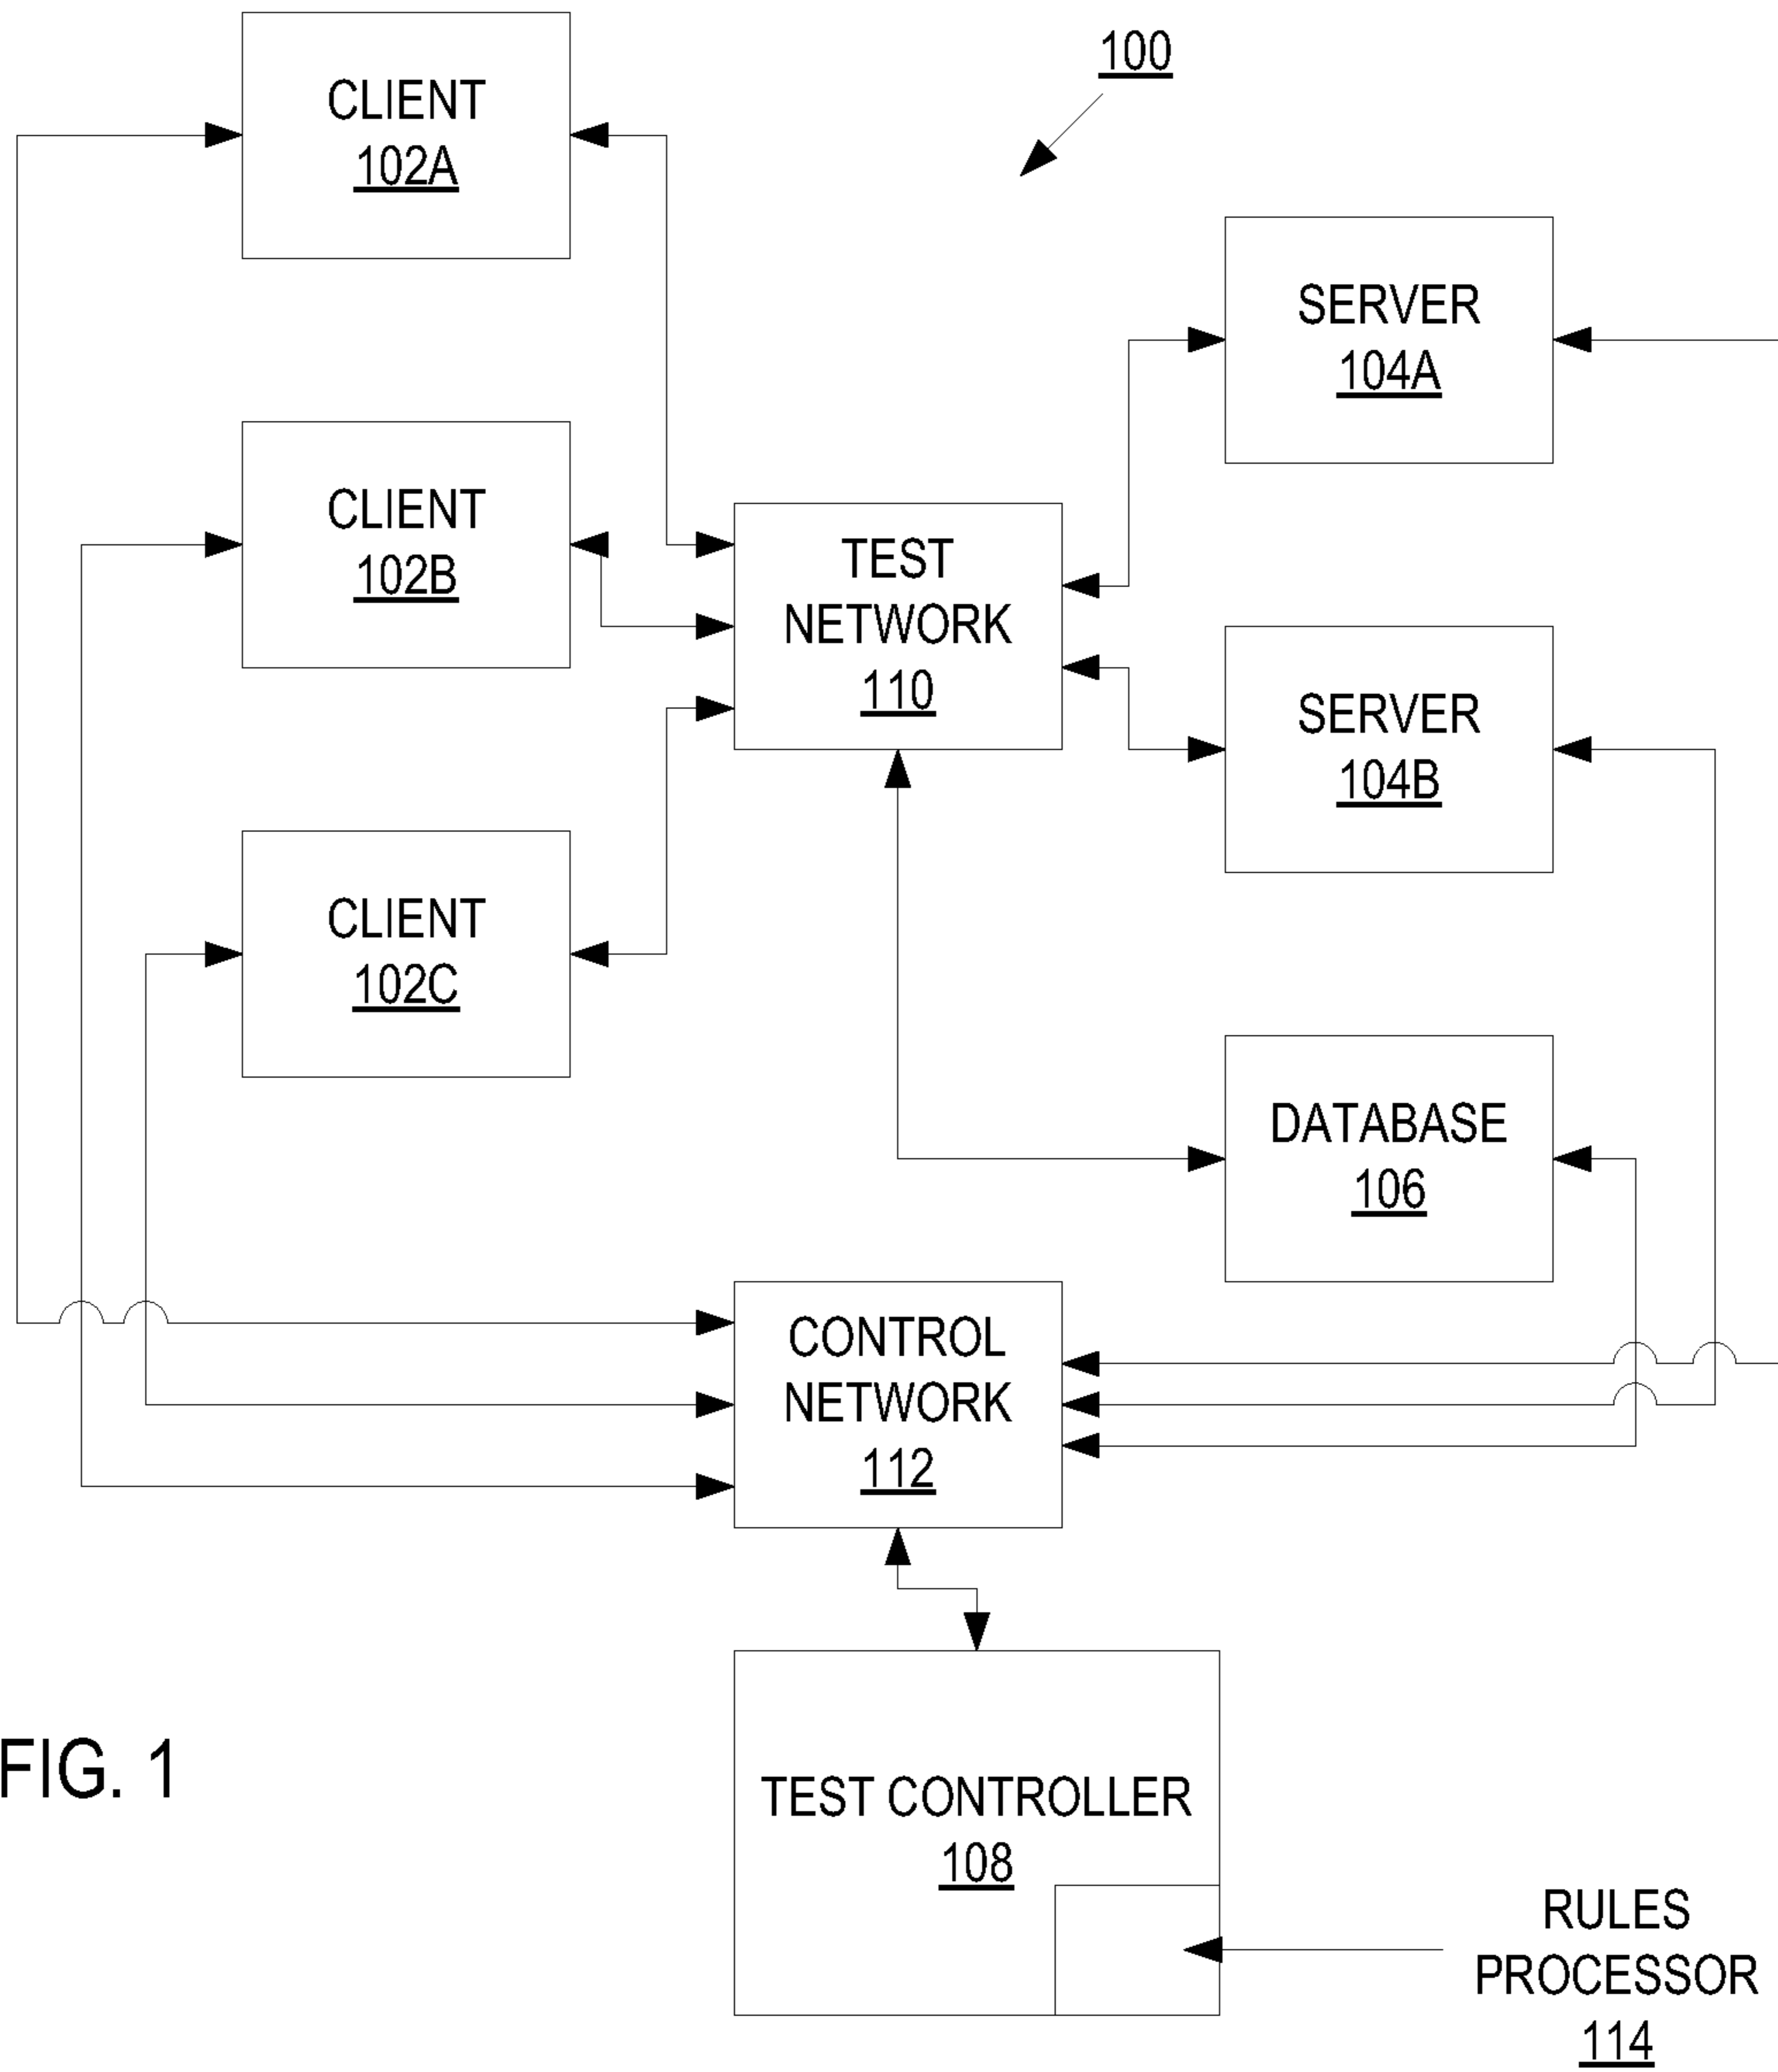 100
CLIENT
102A
SERVER
104A
CLIENT
102B
TEST
NETWORK
110
SERVER
104B
CLIENT
102C
DATABASE
106
CONTROL
NETWORK
112
FIG. 1
TEST CONTROLLER
108
RULES
PROCESSOR
114